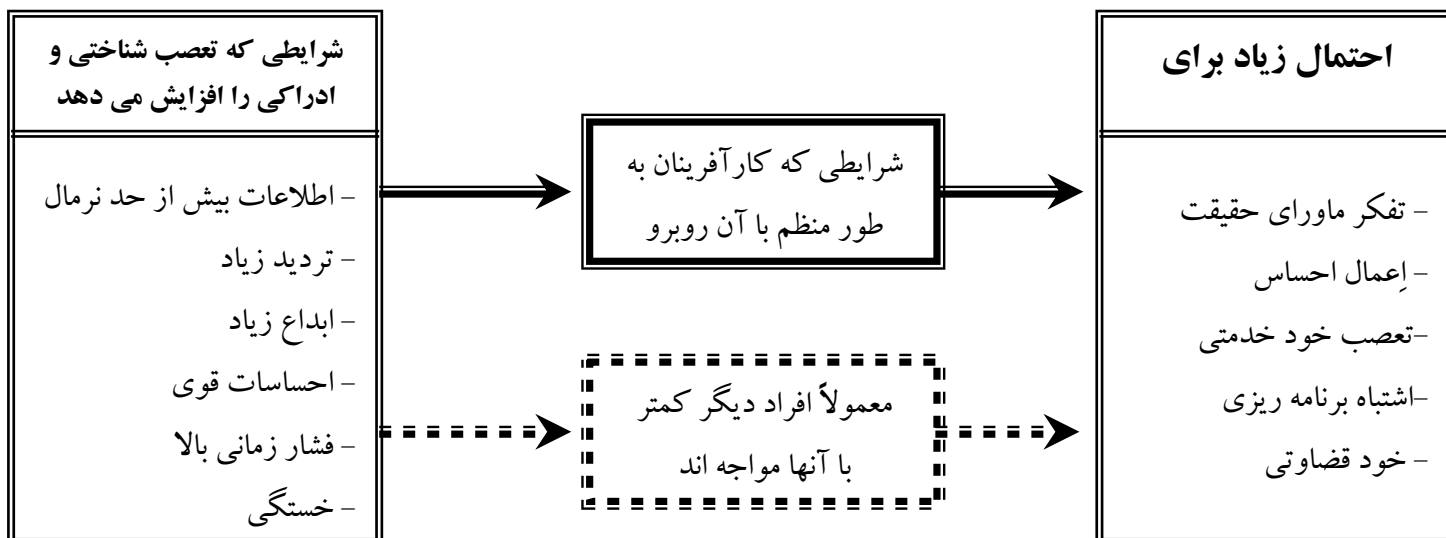 شرایطی که تعصب شناختی و
ادراکی را افزایش می دهد
– اطلاعات بیش از حد نرمال
– تردید زیاد
– ابداع زیاد
– احساسات قوی
– فشار زمانی بالا
– خستگی
شرایطی که کارآفرینان به
طور منظم با آن روبرو
معمولاً افراد دیگر کمتر
با آنها مواجه اند
احتمال زیاد برای
– تفکر ماورای حقیقت
– اِعمال احساس
–تعصب خود خدمتی
–اشتباه برنامه ریزی
– خود قضاوتی